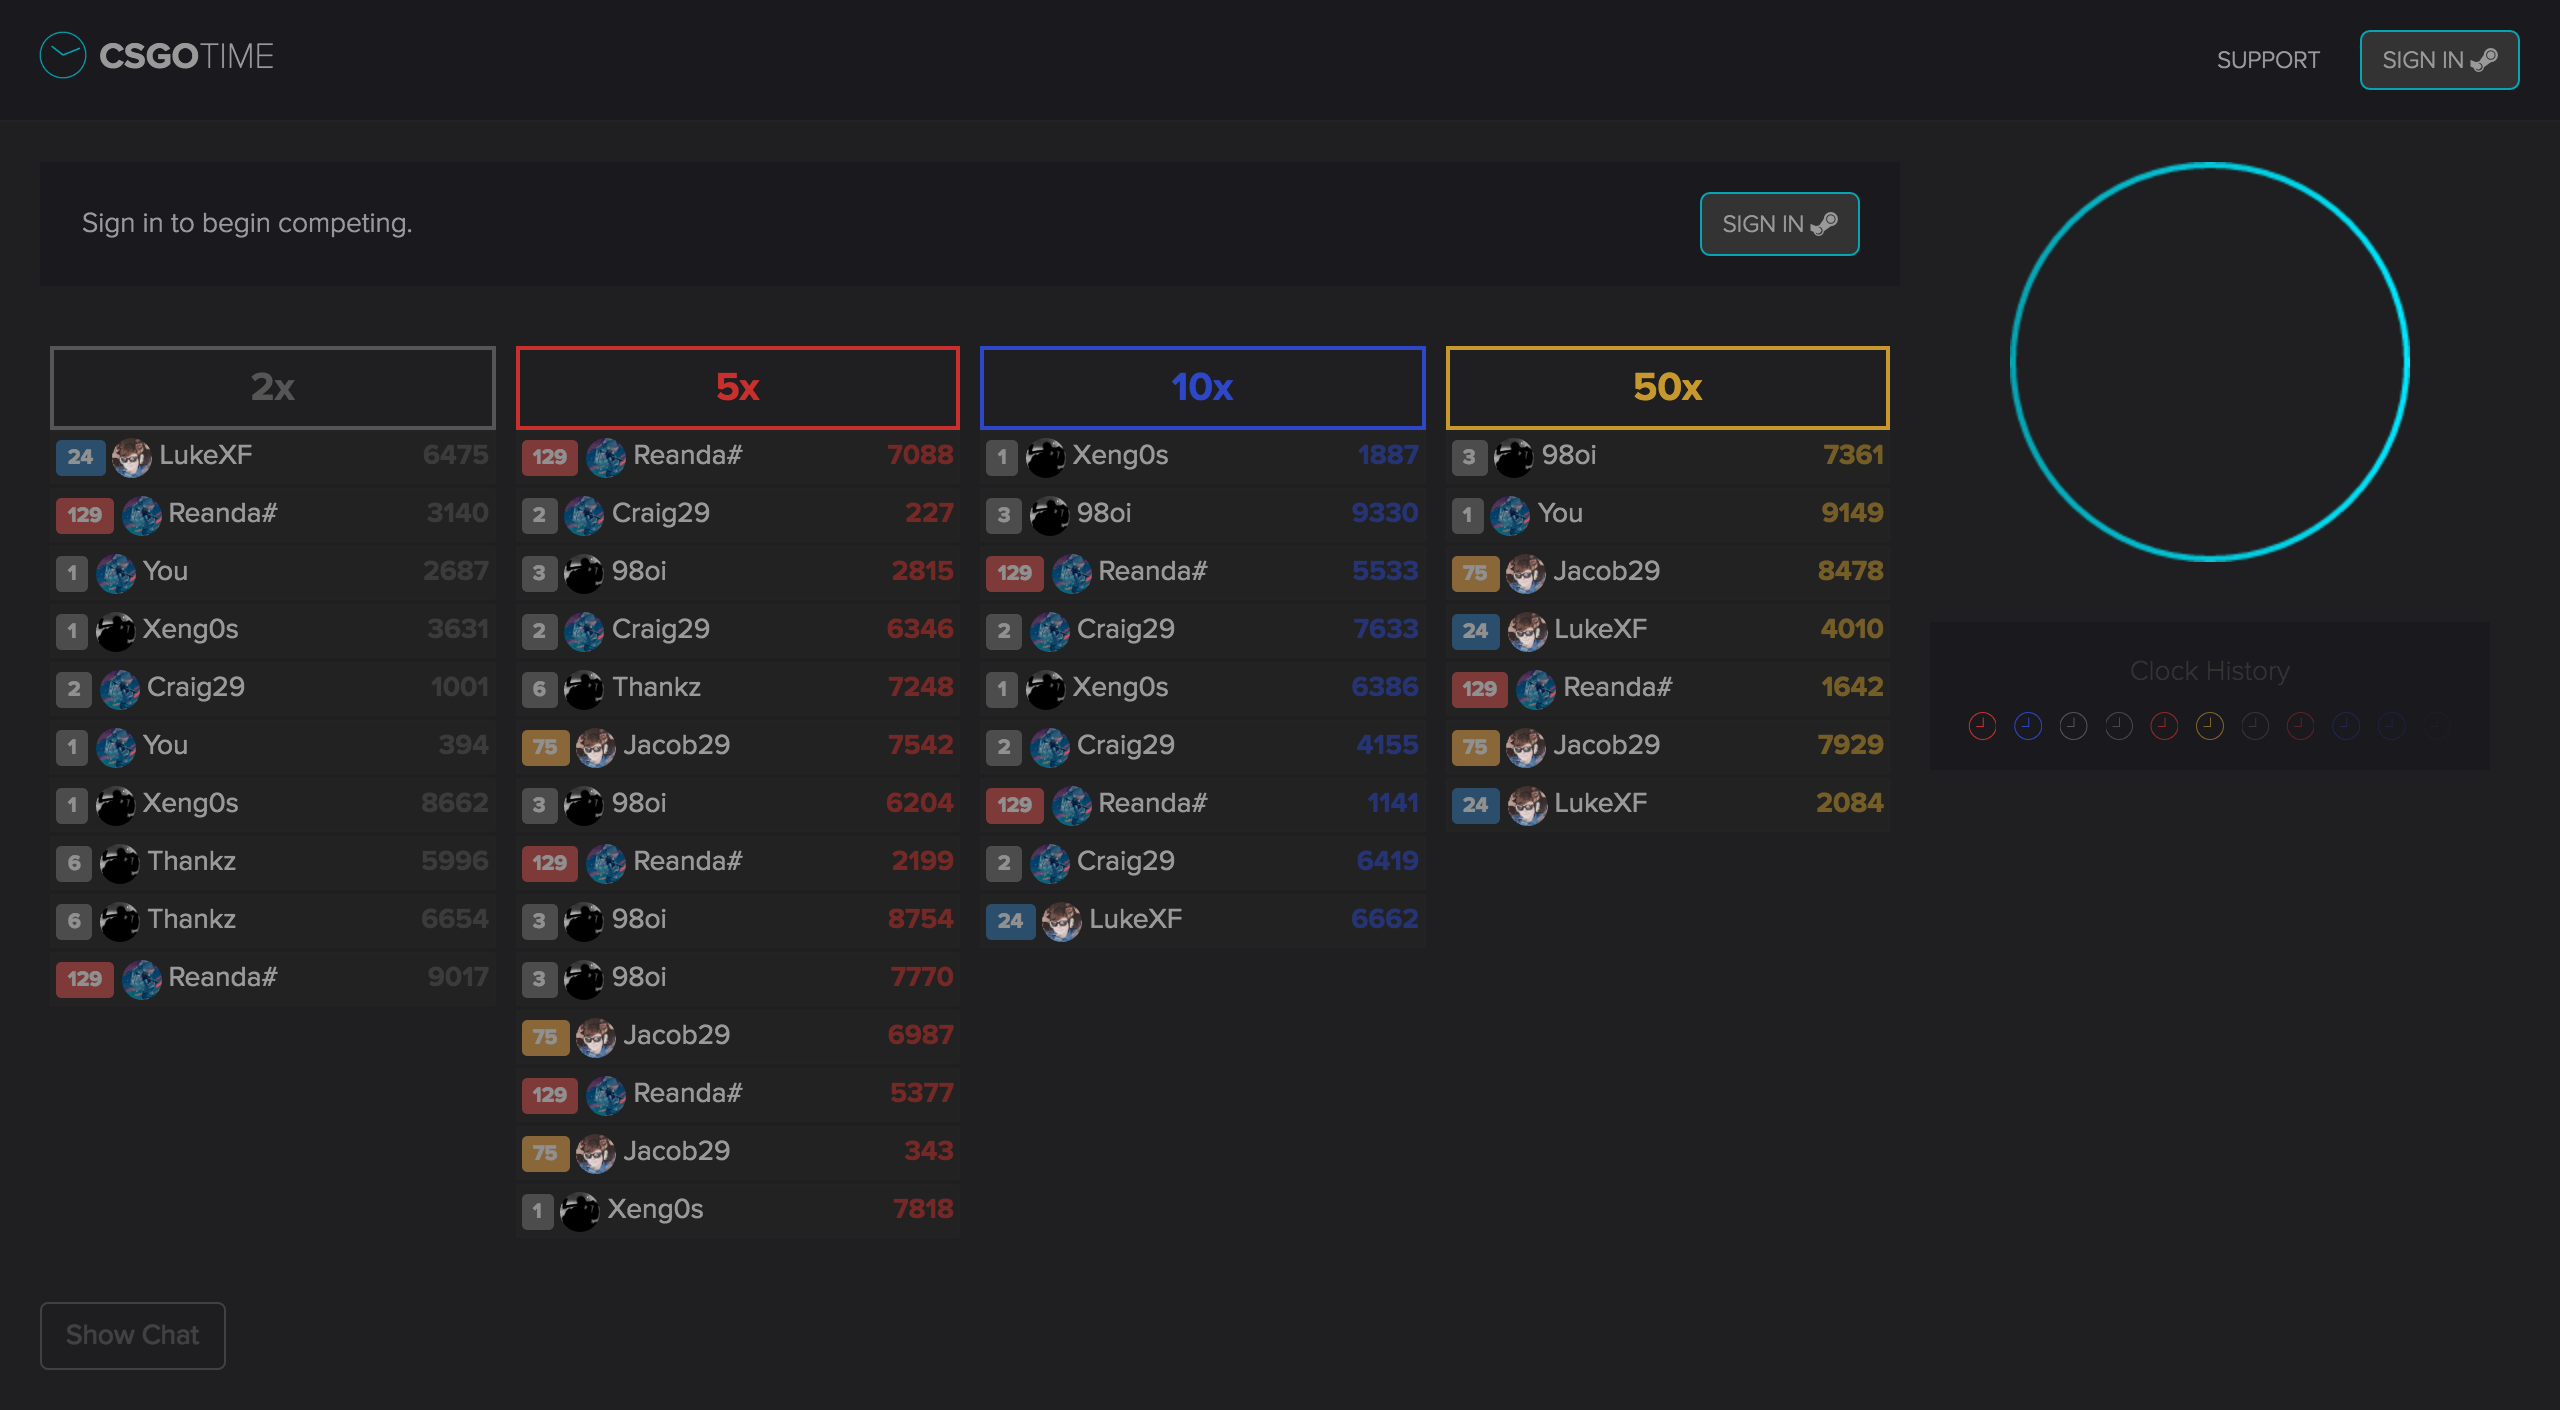 CSGOTIME
SUPPORT
SIGN IN
Sign in to begin competing.
SIGN IN
2x
24 LukeXF 6475
129 Reanda# 3140
1 You 2687
1 Xeng0s 3631
2 Craig29 1001
1 You 394
1 Xeng0s 8662
6 Thankz 5996
6 Thankz 6654
129 Reanda# 9017
5x
129 Reanda# 7088
2 Craig29 227
3 98oi 2815
2 Craig29 6346
6 Thankz 7248
75 Jacob29 7542
3 98oi 6204
129 Reanda# 2199
3 98oi 8754
3 98oi 7770
75 Jacob29 6987
129 Reanda# 5377
75 Jacob29 343
1 Xeng0s 7818
10x
1 Xeng0s 1887
3 98oi 9330
129 Reanda# 5533
2 Craig29 7633
1 Xeng0s 6386
2 Craig29 4155
129 Reanda# 1141
2 Craig29 6419
24 LukeXF 6662
50x
3 98oi 7361
1 You 9149
75 Jacob29 8478
24 LukeXF 4010
129 Reanda# 1642
75 Jacob29 7929
24 LukeXF 2084
Clock History
Show Chat